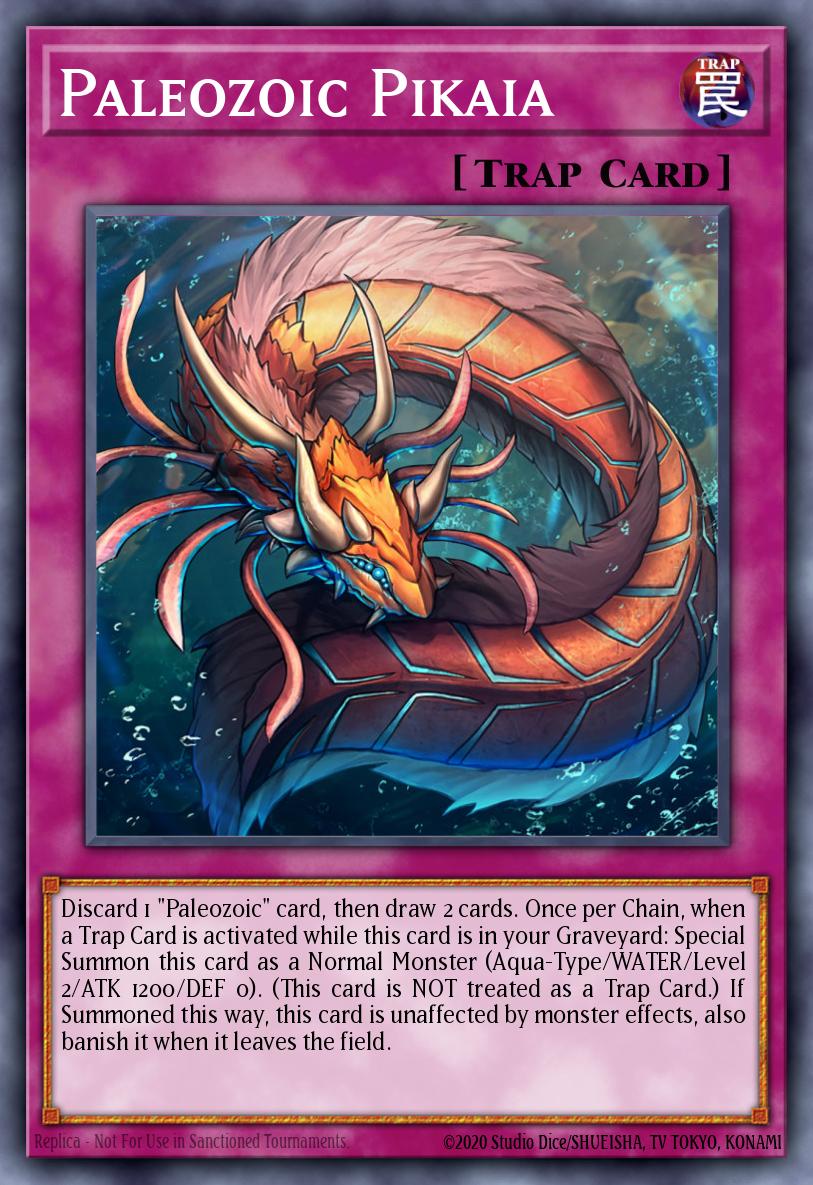 Paleozoic Pikaia
TRAP
罠
[Trap Card]
Discard 1 "Paleozoic" card, then draw 2 cards. Once per Chain, when
a Trap Card is activated while this card is in your Graveyard: Special
Summon this card as a Normal Monster (Aqua-Type/WATER/Level
2/ATK 1200/DEF 0). (This card is NOT treated as a Trap Card.) If
Summoned this way, this card is unaffected by monster effects, also
banish it when it leaves the field.
Replica - Not For Use in Sanctioned Tournaments.
©2020 Studio Dice/SHUEISHA, TV TOKYO, KONAMI